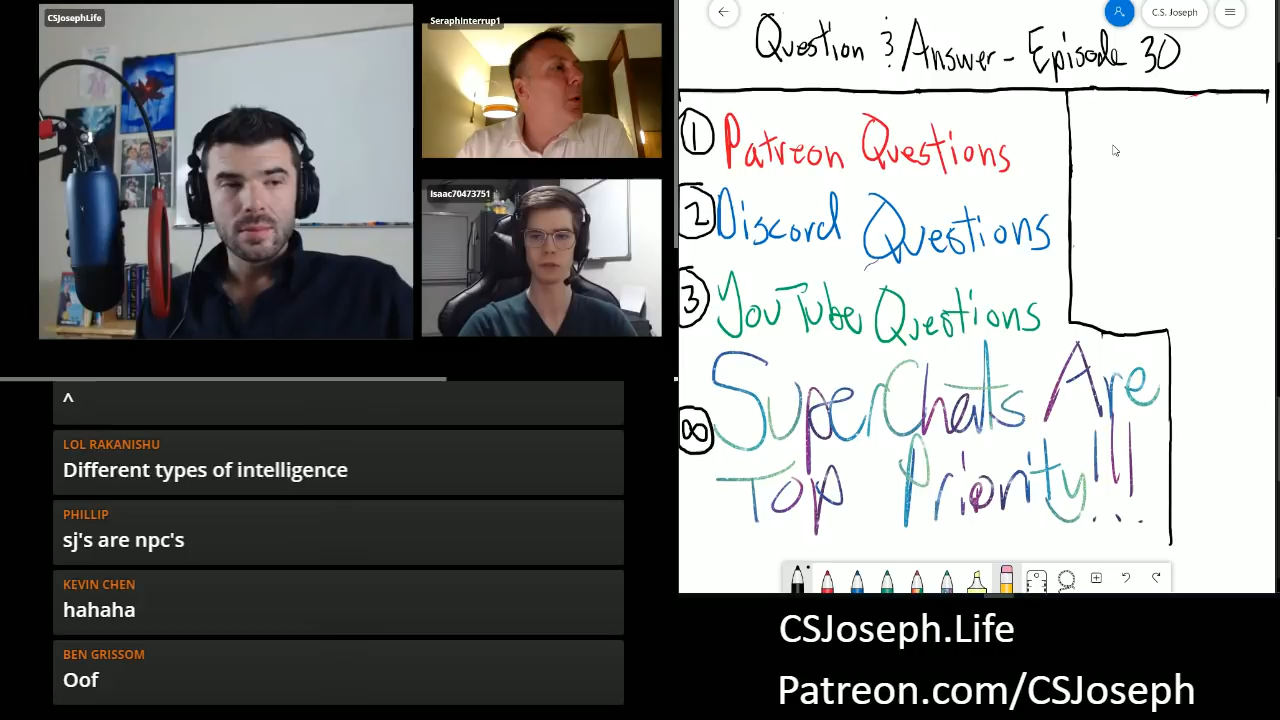 CSJosephLife
SeraphInterrup1
Isaac70473751
C.S. Joseph
Question & Answer - Episode 30
1 Patreon Questions
2 Discord Questions
3 YouTube Questions
∞ SuperChats Are
Top Priority!!!...
^
LOL RAKANISHU
Different types of intelligence
PHILLIP
sj's are npc's
KEVIN CHEN
hahaha
BEN GRISSOM
Oof
CSJoseph.Life
Patreon.com/CSJoseph